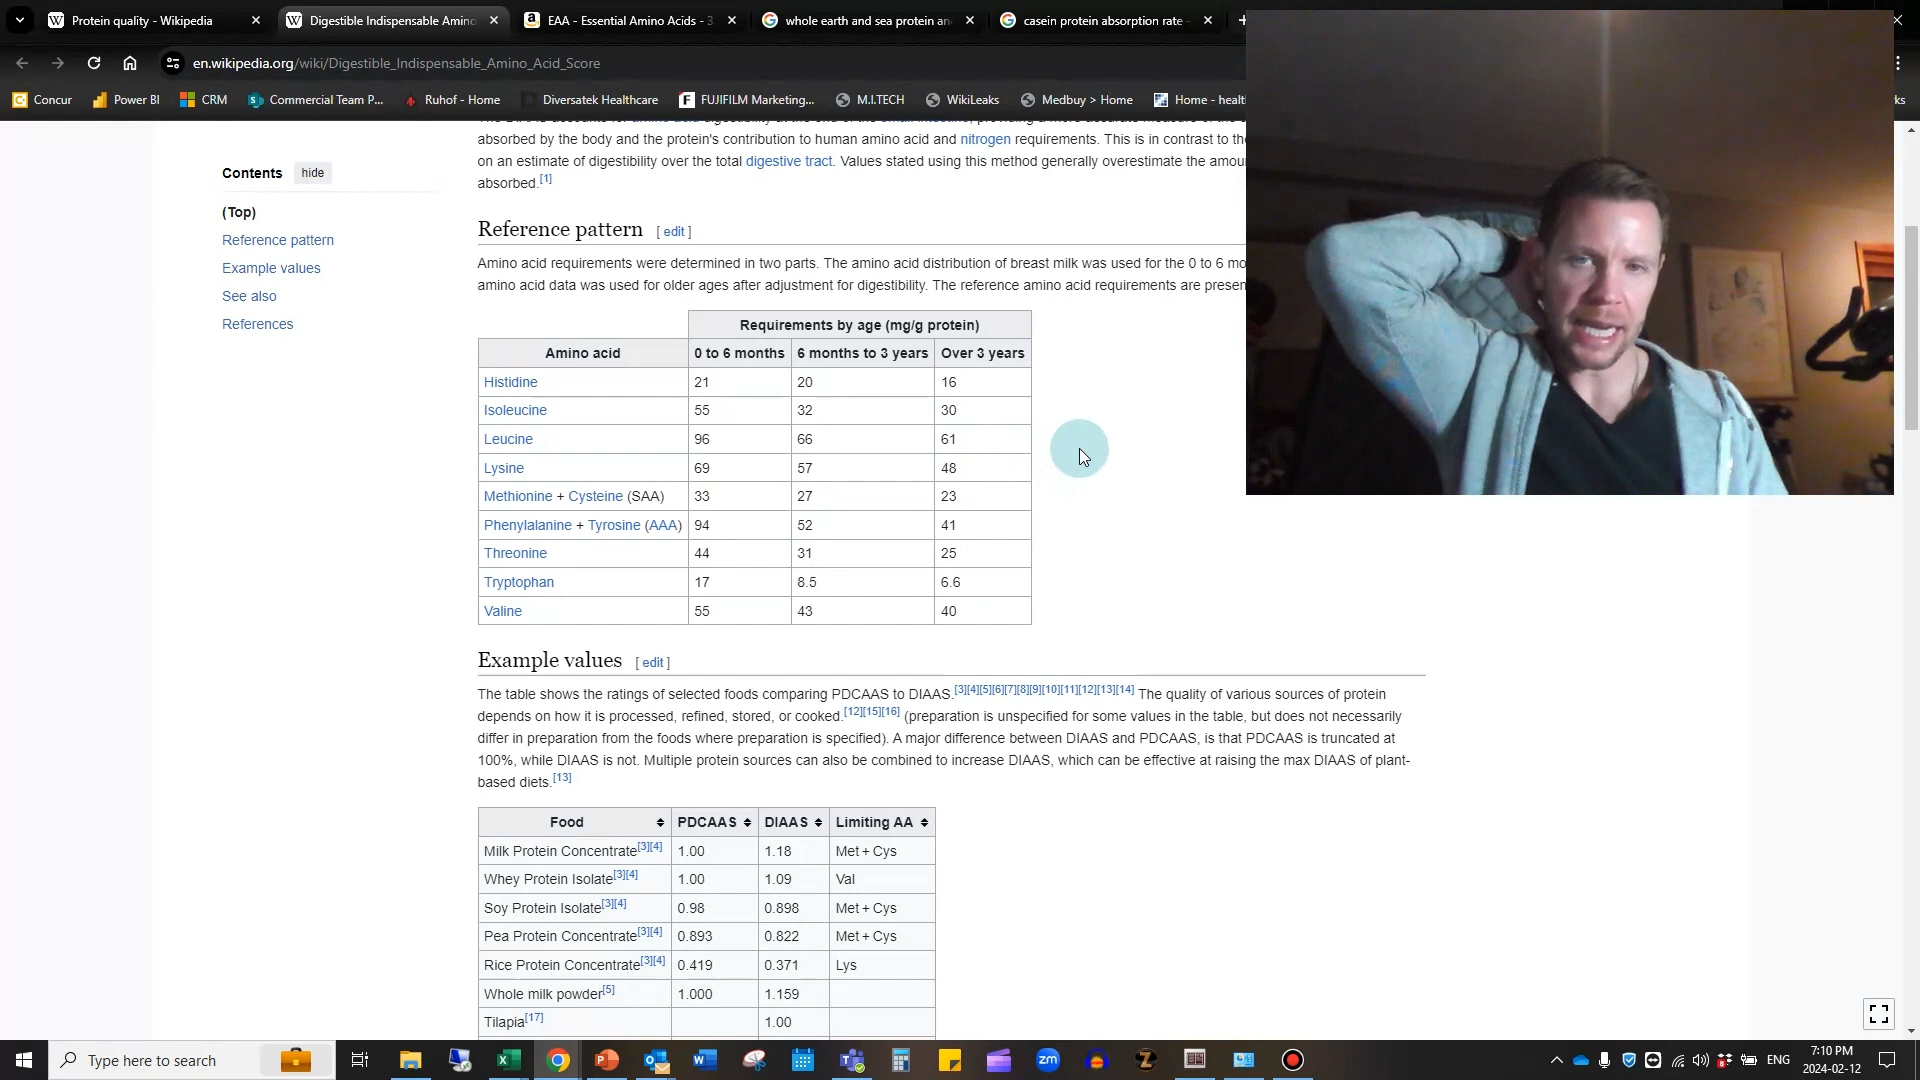 Protein quality - Wikipedia
Digestible Indispensable Amino
EAA - Essential Amino Acids - 3
whole earth and sea protein an
casein protein absorption rate -
en.wikipedia.org/wiki/Digestible_Indispensable_Amino_Acid_Score
Concur Power BI CRM Commercial Team P... Ruhof - Home Diversatek Healthcare FUJIFILM Marketing... M.I.TECH WikiLeaks Medbuy > Home Home - healt
Contents hide
(Top)
Reference pattern
Example values
See also
References
absorbed by the body and the protein's contribution to human amino acid and nitrogen requirements. This is in contrast to the
on an estimate of digestibility over the total digestive tract. Values stated using this method generally overestimate the amou
absorbed.[1]
Reference pattern [ edit ]
Amino acid requirements were determined in two parts. The amino acid distribution of breast milk was used for the 0 to 6 mo
amino acid data was used for older ages after adjustment for digestibility. The reference amino acid requirements are presen
Requirements by age (mg/g protein)
Amino acid 0 to 6 months 6 months to 3 years Over 3 years
Histidine 21 20 16
Isoleucine 55 32 30
Leucine 96 66 61
Lysine 69 57 48
Methionine + Cysteine (SAA) 33 27 23
Phenylalanine + Tyrosine (AAA) 94 52 41
Threonine 44 31 25
Tryptophan 17 8.5 6.6
Valine 55 43 40
Example values [ edit ]
The table shows the ratings of selected foods comparing PDCAAS to DIAAS.[3][4][5][6][7][8][9][10][11][12][13][14] The quality of various sources of protein
depends on how it is processed, refined, stored, or cooked.[12][15][16] (preparation is unspecified for some values in the table, but does not necessarily
differ in preparation from the foods where preparation is specified). A major difference between DIAAS and PDCAAS, is that PDCAAS is truncated at
100%, while DIAAS is not. Multiple protein sources can also be combined to increase DIAAS, which can be effective at raising the max DIAAS of plant-
based diets.[13]
Food PDCAAS DIAAS Limiting AA
Milk Protein Concentrate[3][4] 1.00 1.18 Met + Cys
Whey Protein Isolate[3][4] 1.00 1.09 Val
Soy Protein Isolate[3][4] 0.98 0.898 Met + Cys
Pea Protein Concentrate[3][4] 0.893 0.822 Met + Cys
Rice Protein Concentrate[3][4] 0.419 0.371 Lys
Whole milk powder[5] 1.000 1.159
Tilapia[17] 1.00
Type here to search
ENG
7:10 PM
2024-02-12